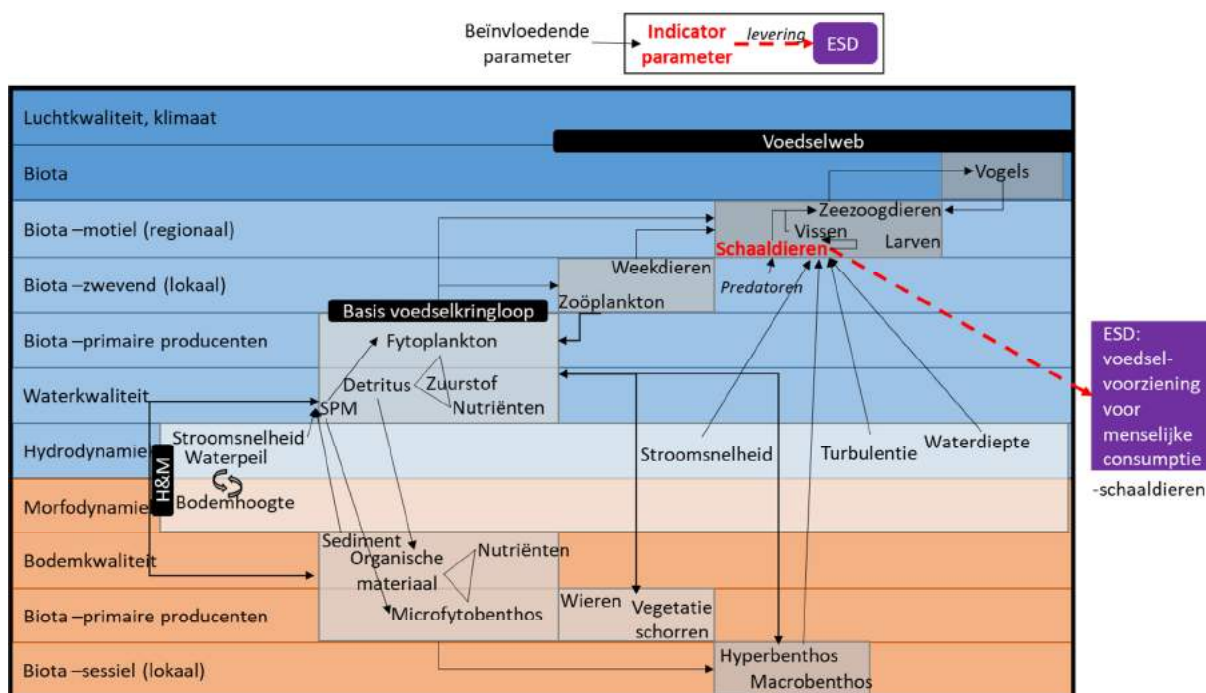 Beïnvloedende
parameter
Indicator
parameter
levering
ESD
Luchtkwaliteit, klimaat
Voedselweb
Biota
Vogels
Biota –motiel (regionaal)
Zeezoogdieren
Vissen
Larven
Schaaldieren
Biota –zwevend (lokaal)
Weekdieren
Predatoren
Zoöplankton
Basis voedselkringloop
Biota –primaire producenten
Fytoplankton
Waterkwaliteit
Detritus
Zuurstof
SPM
Nutriënten
ESD:
voedsel-
voorziening
voor
menselijke
consumptie
-schaaldieren
Hydrodynamiek
H&M
Stroomsnelheid
Waterpeil
Stroomsnelheid
Turbulentie
Waterdiepte
Morfodynamiek
Bodemhoogte
Bodemkwaliteit
Sediment
Organische
materiaal
Nutriënten
Biota –primaire producenten
Microfytobenthos
Wieren
Vegetatie
schorren
Biota –sessiel (lokaal)
Hyperbenthos
Macrobenthos